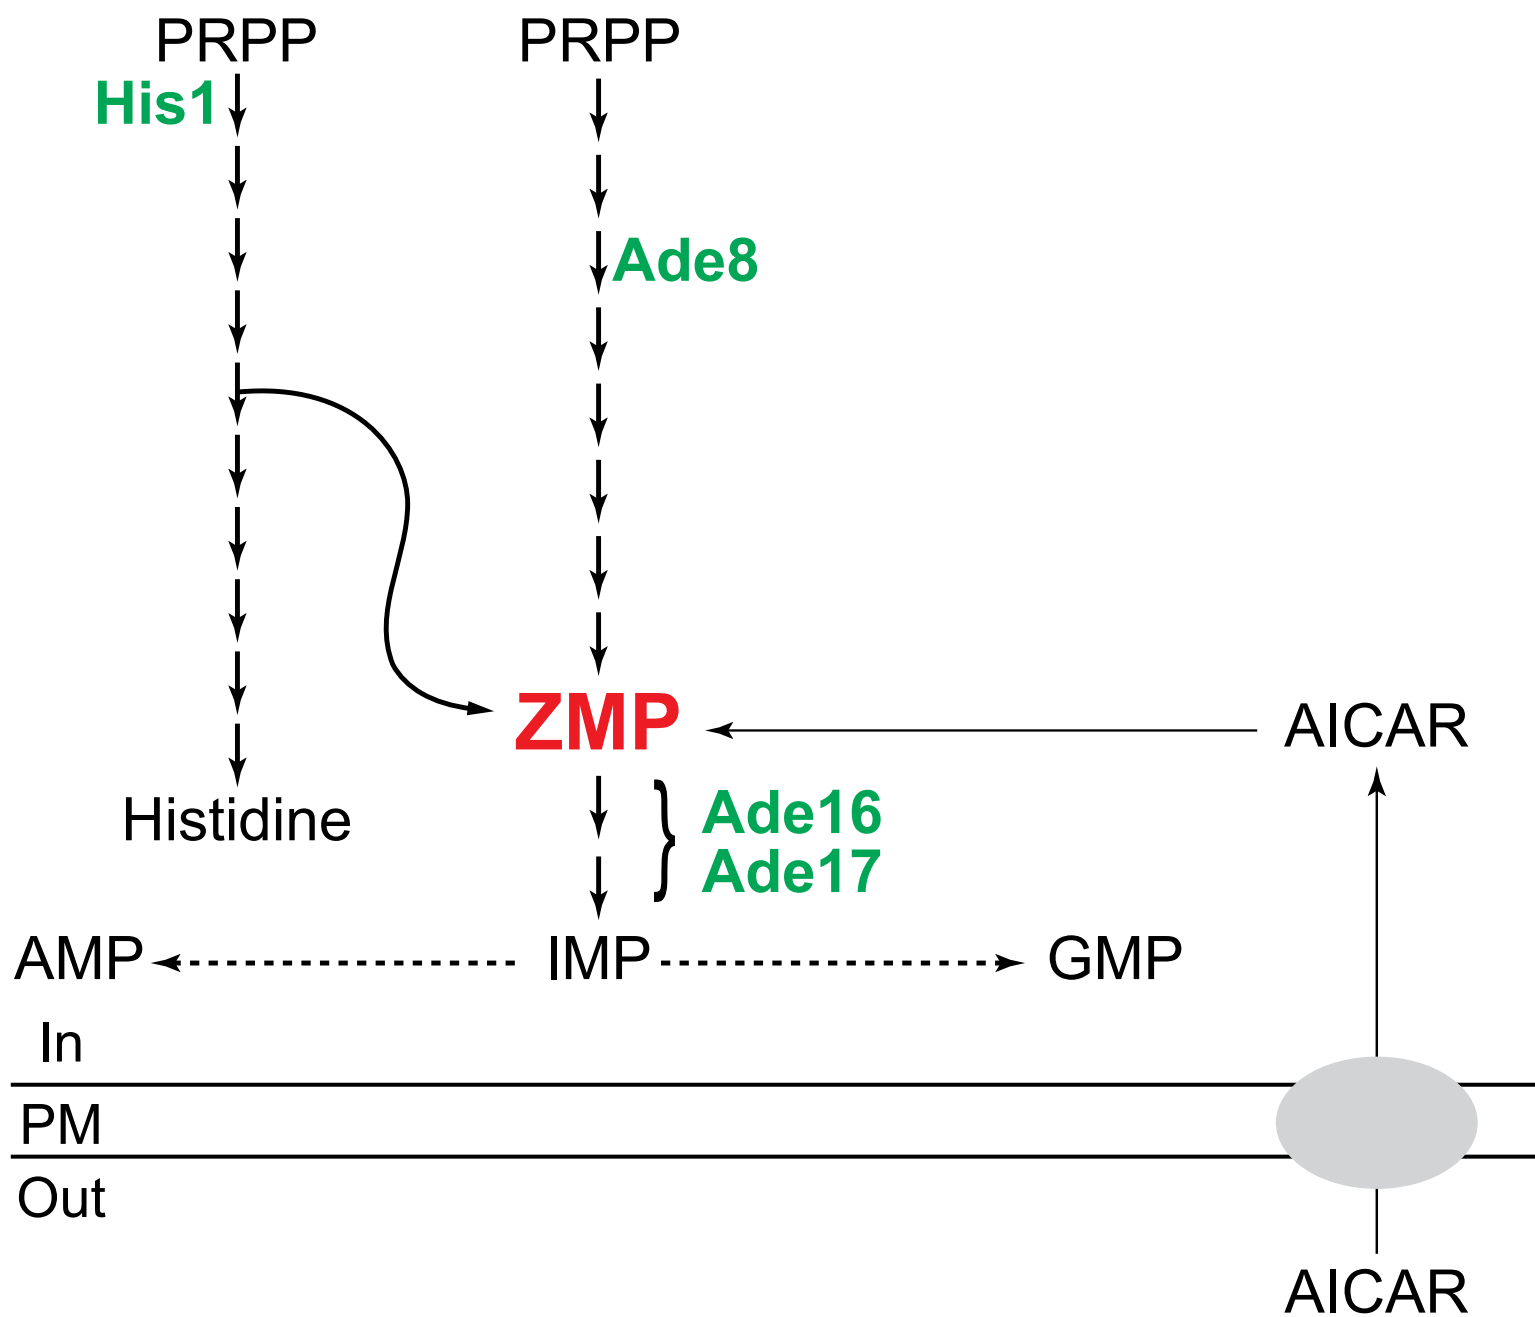 PRPP
PRPP
His1
Ade8
ZMP
AICAR
Histidine
Ade16
Ade17
AMP
IMP
GMP
In
PM
Out
AICAR